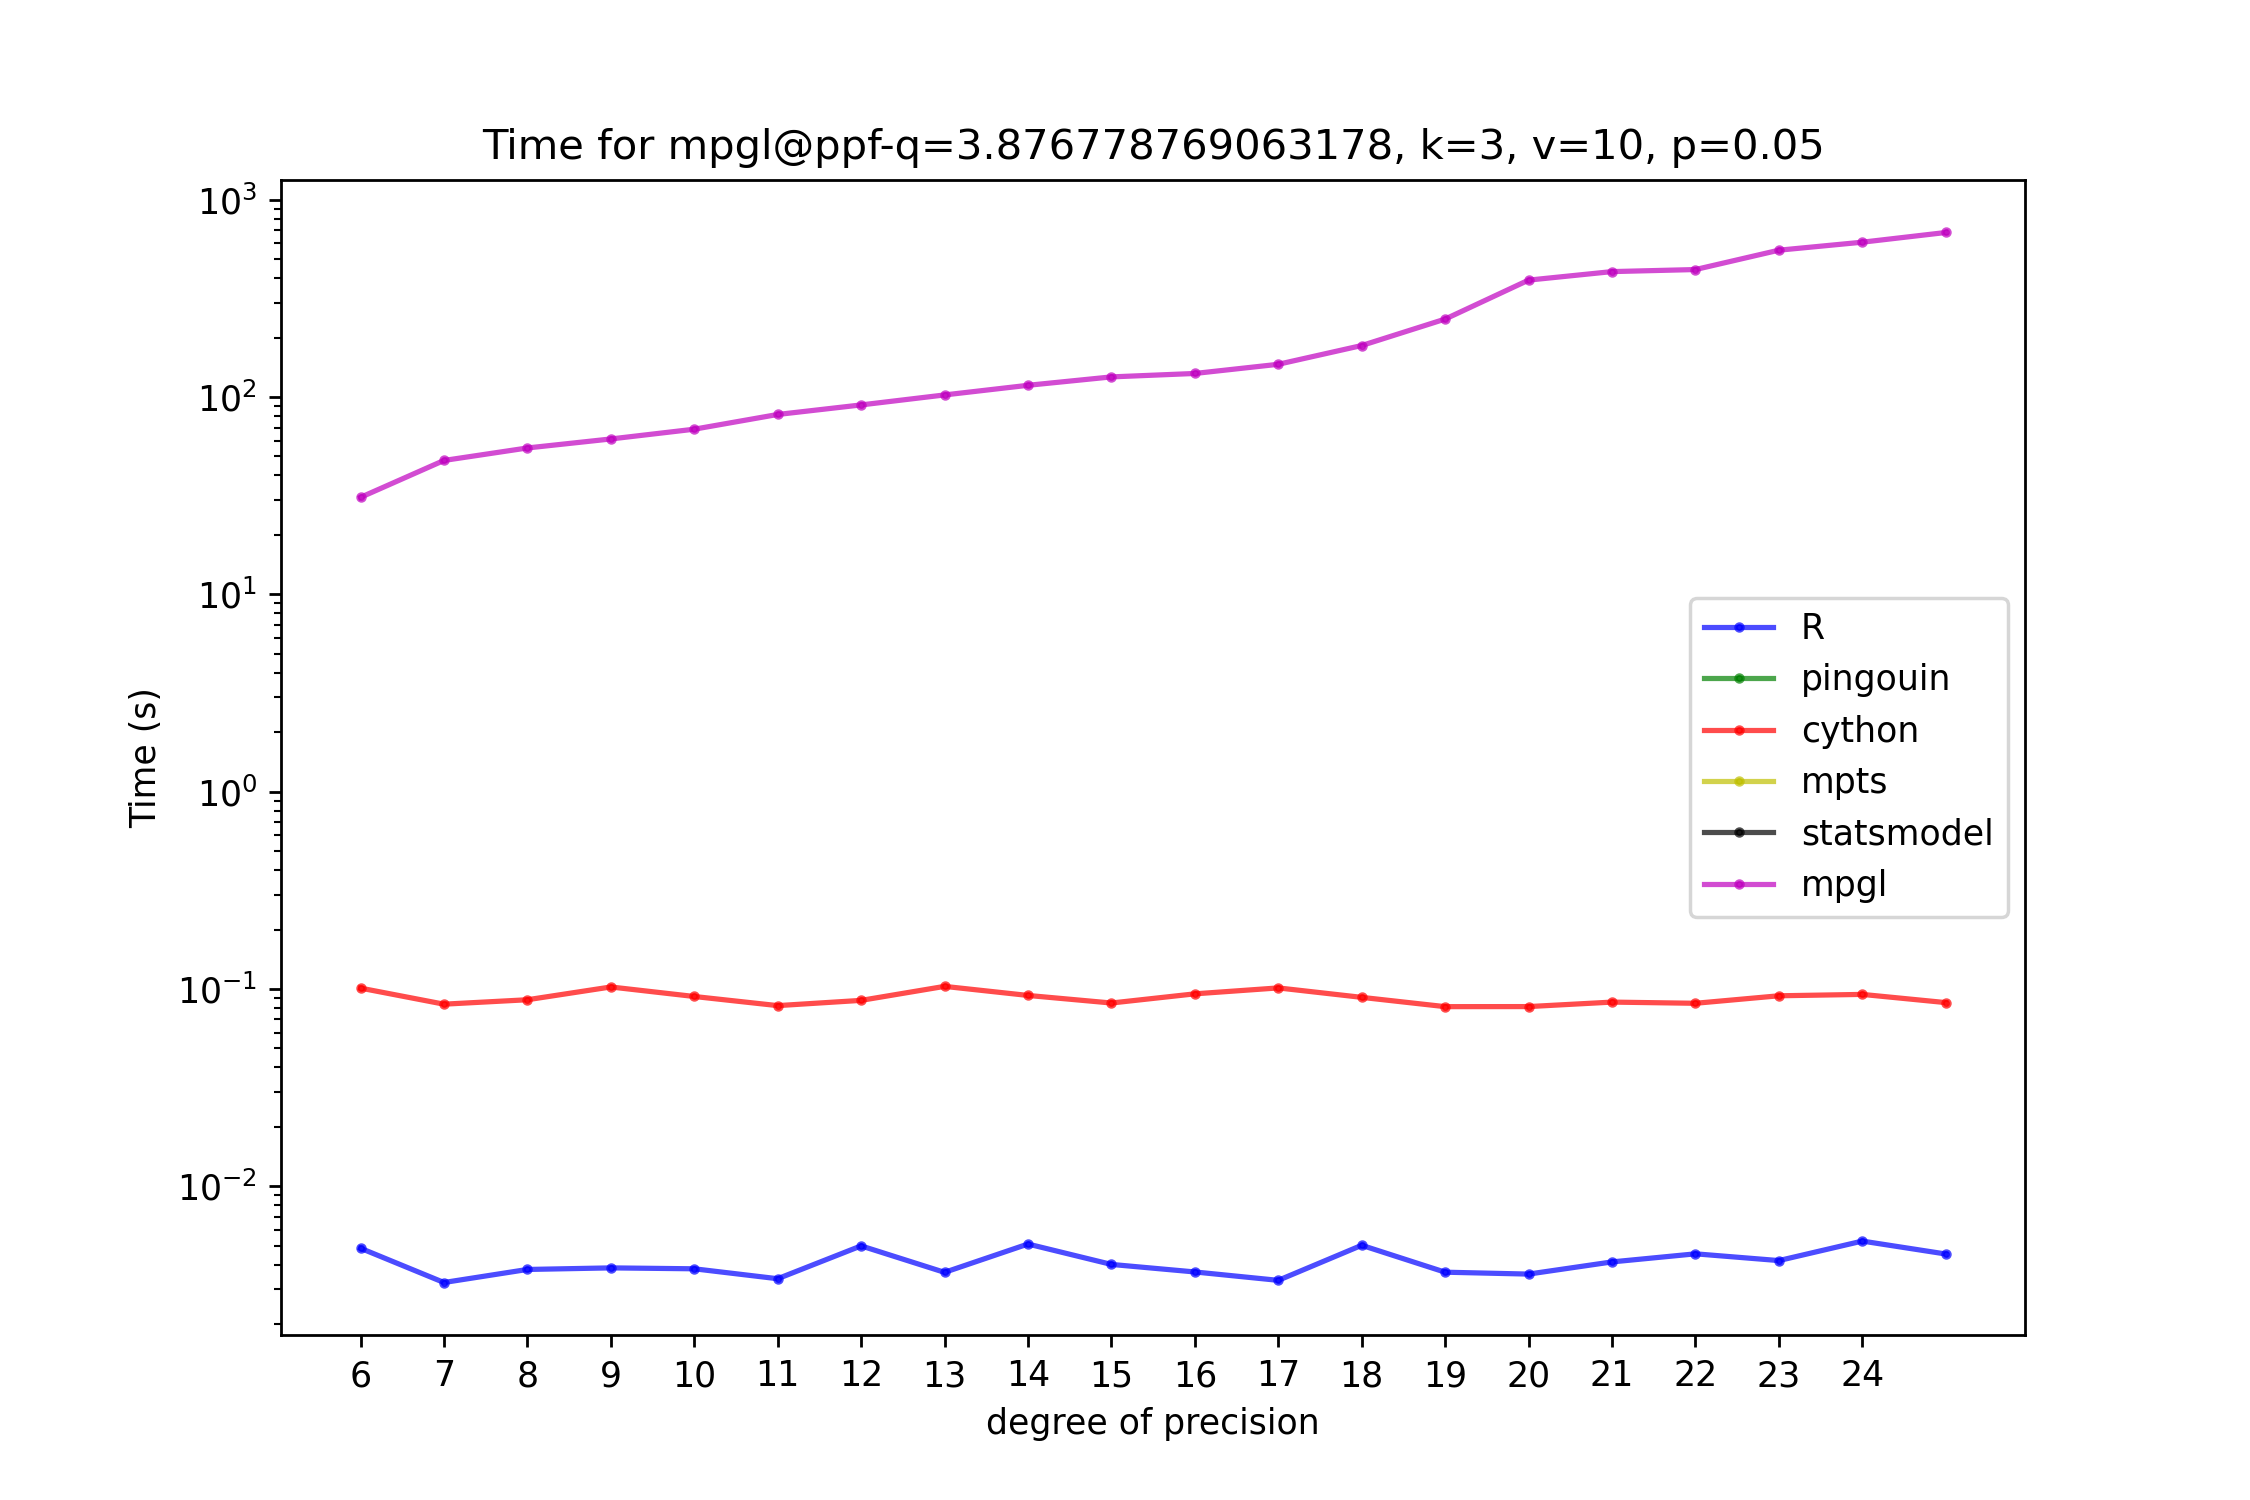 Time for mpgl@ppf-q=3.876778769063178, k=3, v=10, p=0.05
10³
10²
10¹
10⁰
10⁻¹
10⁻²
Time (s)
R
pingouin
cython
mpts
statsmodel
mpgl
6 7 8 9 10 11 12 13 14 15 16 17 18 19 20 21 22 23 24
degree of precision